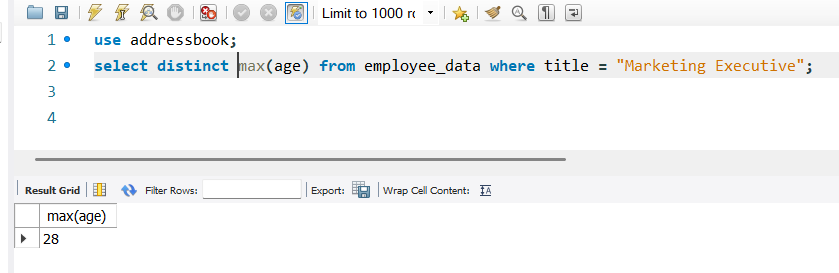 Limit to 1000 rc
1 use addressbook;
2 select distinct max(age) from employee_data where title = "Marketing Executive";
3
4
Result Grid Filter Rows: Export: Wrap Cell Content:
max(age)
28